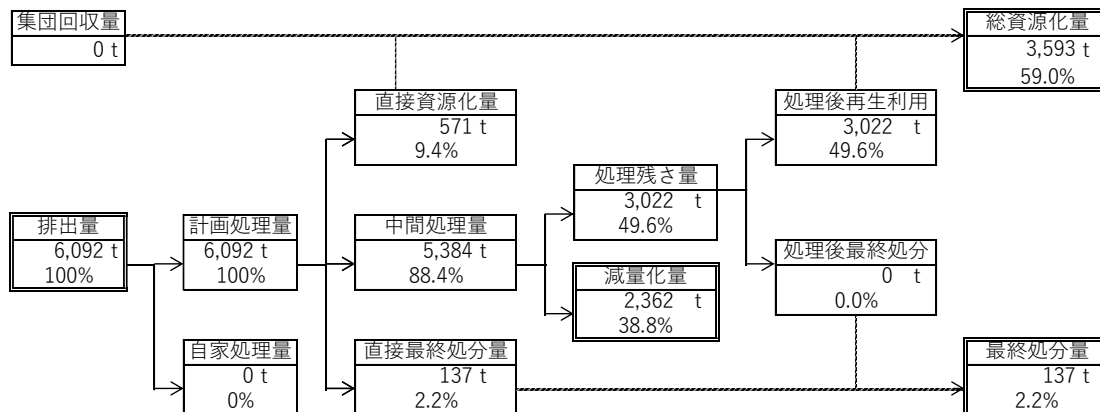 集団回収量
0 t
総資源化量
3,593 t
59.0%
直接資源化量
571 t
9.4%
処理後再生利用
3,022 t
49.6%
処理残さ量
3,022 t
49.6%
排出量
6,092 t
100%
計画処理量
6,092 t
100%
中間処理量
5,384 t
88.4%
処理後最終処分
0 t
0.0%
減量化量
2,362 t
38.8%
自家処理量
0 t
0%
直接最終処分量
137 t
2.2%
最終処分量
137 t
2.2%